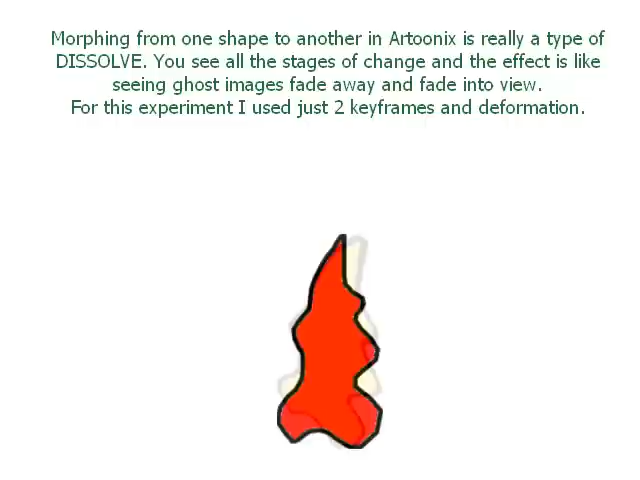 Morphing from one shape to another in Artoonix is really a type of
DISSOLVE. You see all the stages of change and the effect is like
seeing ghost images fade away and fade into view.
For this experiment I used just 2 keyframes and deformation.